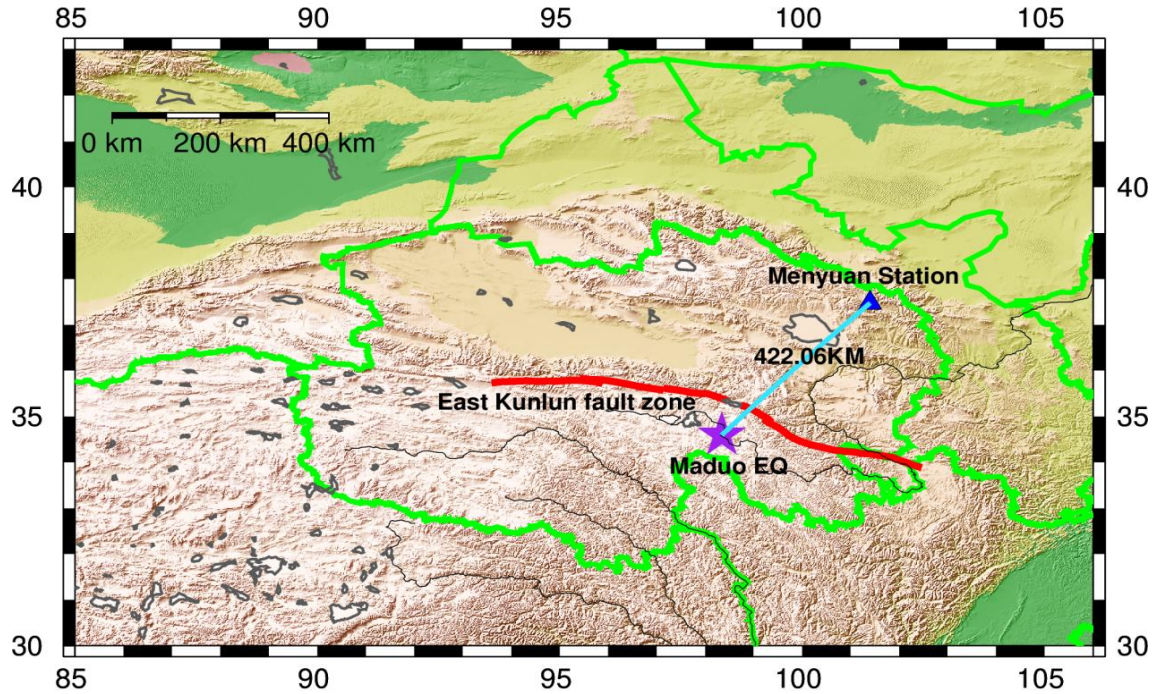 85 90 95 100 105
0 km 200 km 400 km
40 40
Menyuan Station
422.06KM
East Kunlun fault zone
35 35
Maduo EQ
30 30
85 90 95 100 105